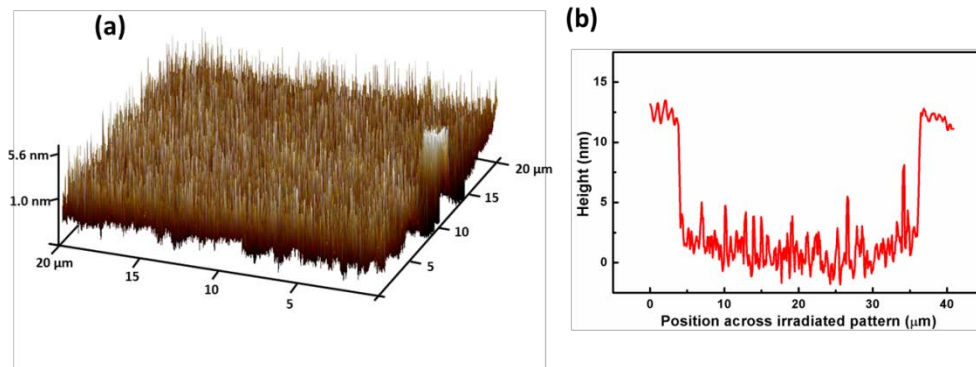 (a)
5.6 nm
1.0 nm
20 μm
15
10
5
5
10
15
20 μm
(b)
Height (nm)
15
10
5
0
0
10
20
30
40
Position across irradiated pattern (μm)